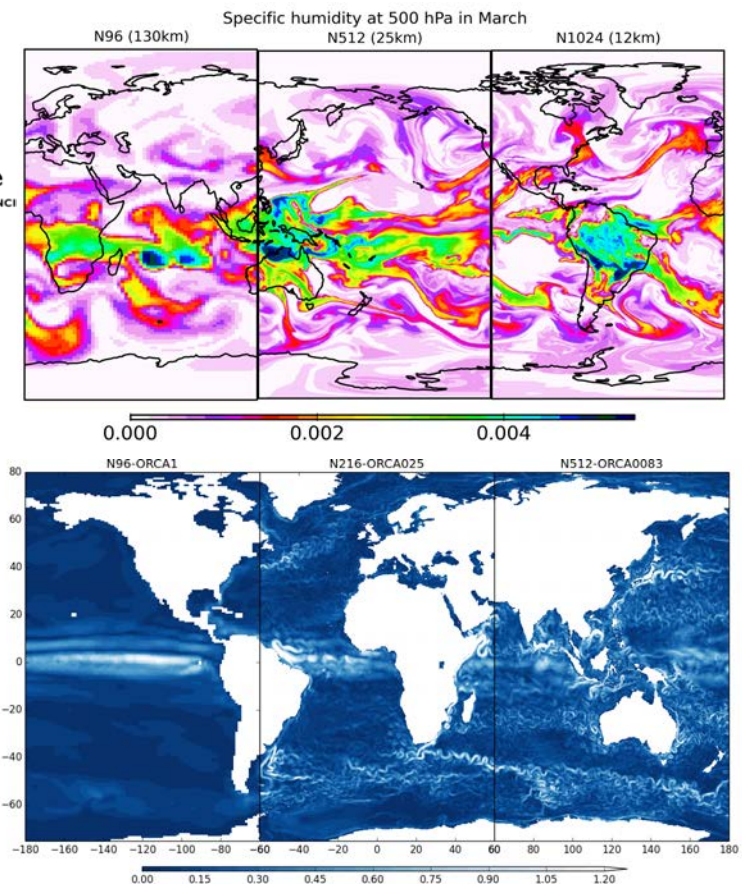 Specific humidity at 500 hPa in March
N96 (130km) N512 (25km) N1024 (12km)
e
NCI
0.000 0.002 0.004
N96-ORCA1 N216-ORCA025 N512-ORCA0083
80
60
40
20
0
−20
−40
−60
−180 −160 −140 −120 −100 −80 −60 −40 −20 0 20 40 60 80 100 120 140 160 180
0.00 0.15 0.30 0.45 0.60 0.75 0.90 1.05 1.20